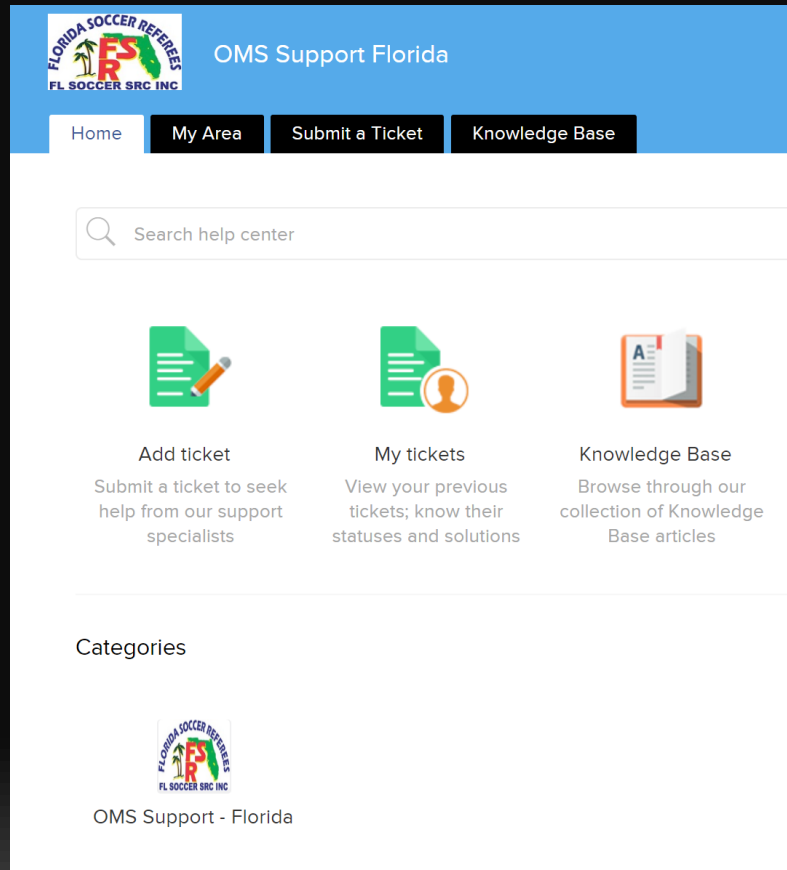 FLORIDA SOCCER REFEREES
FS
R
FL SOCCER SRC INC
OMS Support Florida
Home My Area Submit a Ticket Knowledge Base
Search help center
A
Add ticket My tickets Knowledge Base
Submit a ticket to seek View your previous Browse through our
help from our support tickets; know their collection of Knowledge
specialists statuses and solutions Base articles
Categories
FLORIDA SOCCER REFEREES
FS
R
FL SOCCER SRC INC
OMS Support - Florida